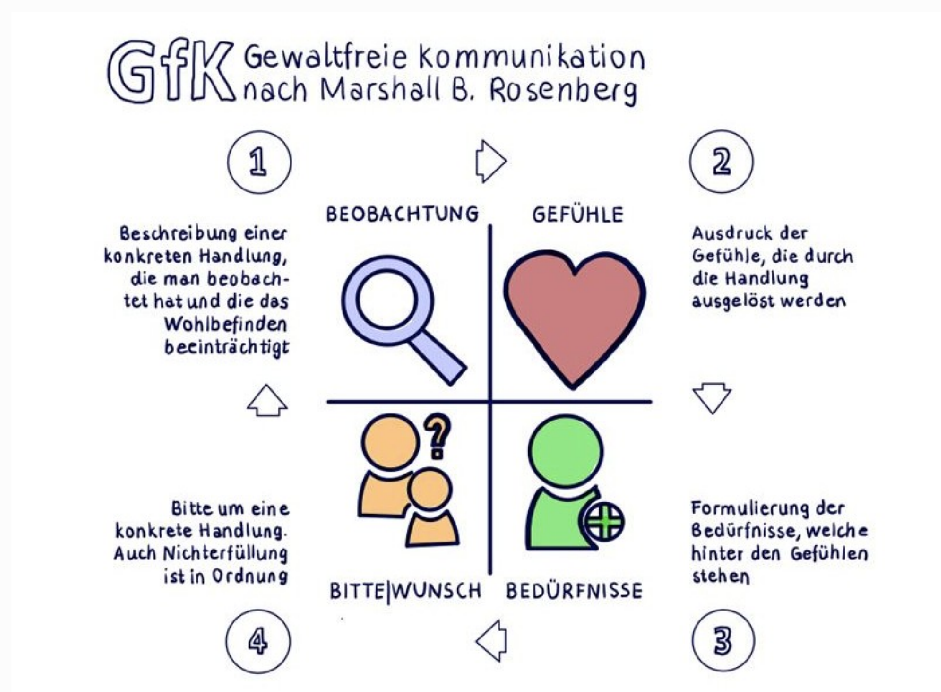 GfK Gewaltfreie Kommunikation
nach Marshall B. Rosenberg
1
BEOBACHTUNG
Beschreibung einer
konkreten Handlung,
die man beobach-
tet hat und die das
Wohlbefinden
beeinträchtigt
2
GEFÜHLE
Ausdruck der
Gefühle, die durch
die Handlung
ausgelöst werden
?
Bitte um eine
konkrete Handlung.
Auch Nichterfüllung
ist in Ordnung
BITTE|WUNSCH
4
Formulierung der
Bedürfnisse, welche
hinter den Gefühlen
stehen
BEDÜRFNISSE
3